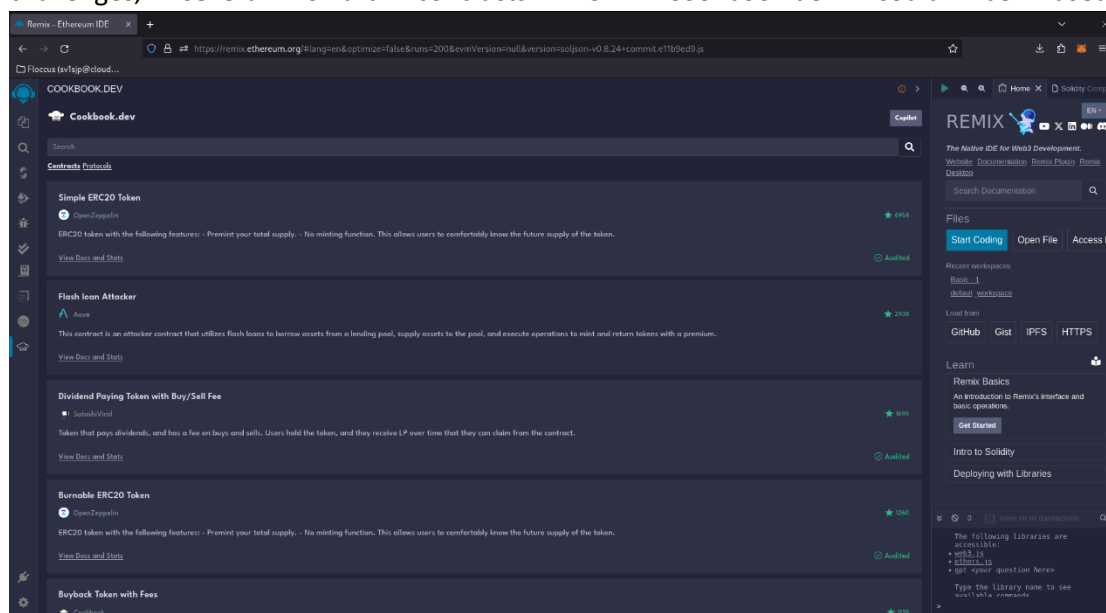 Remix - Ethereum IDE
https://remix.ethereum.org/#lang=en&optimize=false&runs=200&evmVersion=null&version=soljson-v0.8.24+commit.e11b9ed9.js
Floccus (sv1sjp@cloud...
COOKBOOK.DEV
Cookbook.dev
Copilot
Search
Contracts Protocols
Simple ERC20 Token
OpenZeppelin
6954
ERC20 token with the following features: - Premint your total supply. - No minting function. This allows users to comfortably know the future supply of the token.
View Docs and Stats
Audited
Flash loan Attacker
Aave
2938
This contract is an attacker contract that utilizes flash loans to borrow assets from a lending pool, supply assets to the pool, and execute operations to mint and return tokens with a premium.
View Docs and Stats
Dividend Paying Token with Buy/Sell Fee
SatoshiViral
1695
Token that pays dividends, and has a fee on buys and sells. Users hold the token, and they receive LP over time that they can claim from the contract.
View Docs and Stats
Audited
Burnable ERC20 Token
OpenZeppelin
1260
ERC20 token with the following features: - Premint your total supply. - No minting function. This allows users to comfortably know the future supply of the token.
View Docs and Stats
Audited
Buyback Token with Fees
Home
Solidity Comp
EN
REMIX
The Native IDE for Web3 Development.
Website Documentation Remix Plugin Remix
Desktop
Search Documentation
Files
Start Coding Open File Access
Recent workspaces
Basic - 1
default_workspace
Load from
GitHub Gist IPFS HTTPS
Learn
Remix Basics
An introduction to Remix's interface and
basic operations.
Get Started
Intro to Solidity
Deploying with Libraries
0 listen on all transactions
The following libraries are
accessible:
web3.js
ethers.js
gpt <your question here>
Type the library name to see
available commands
>